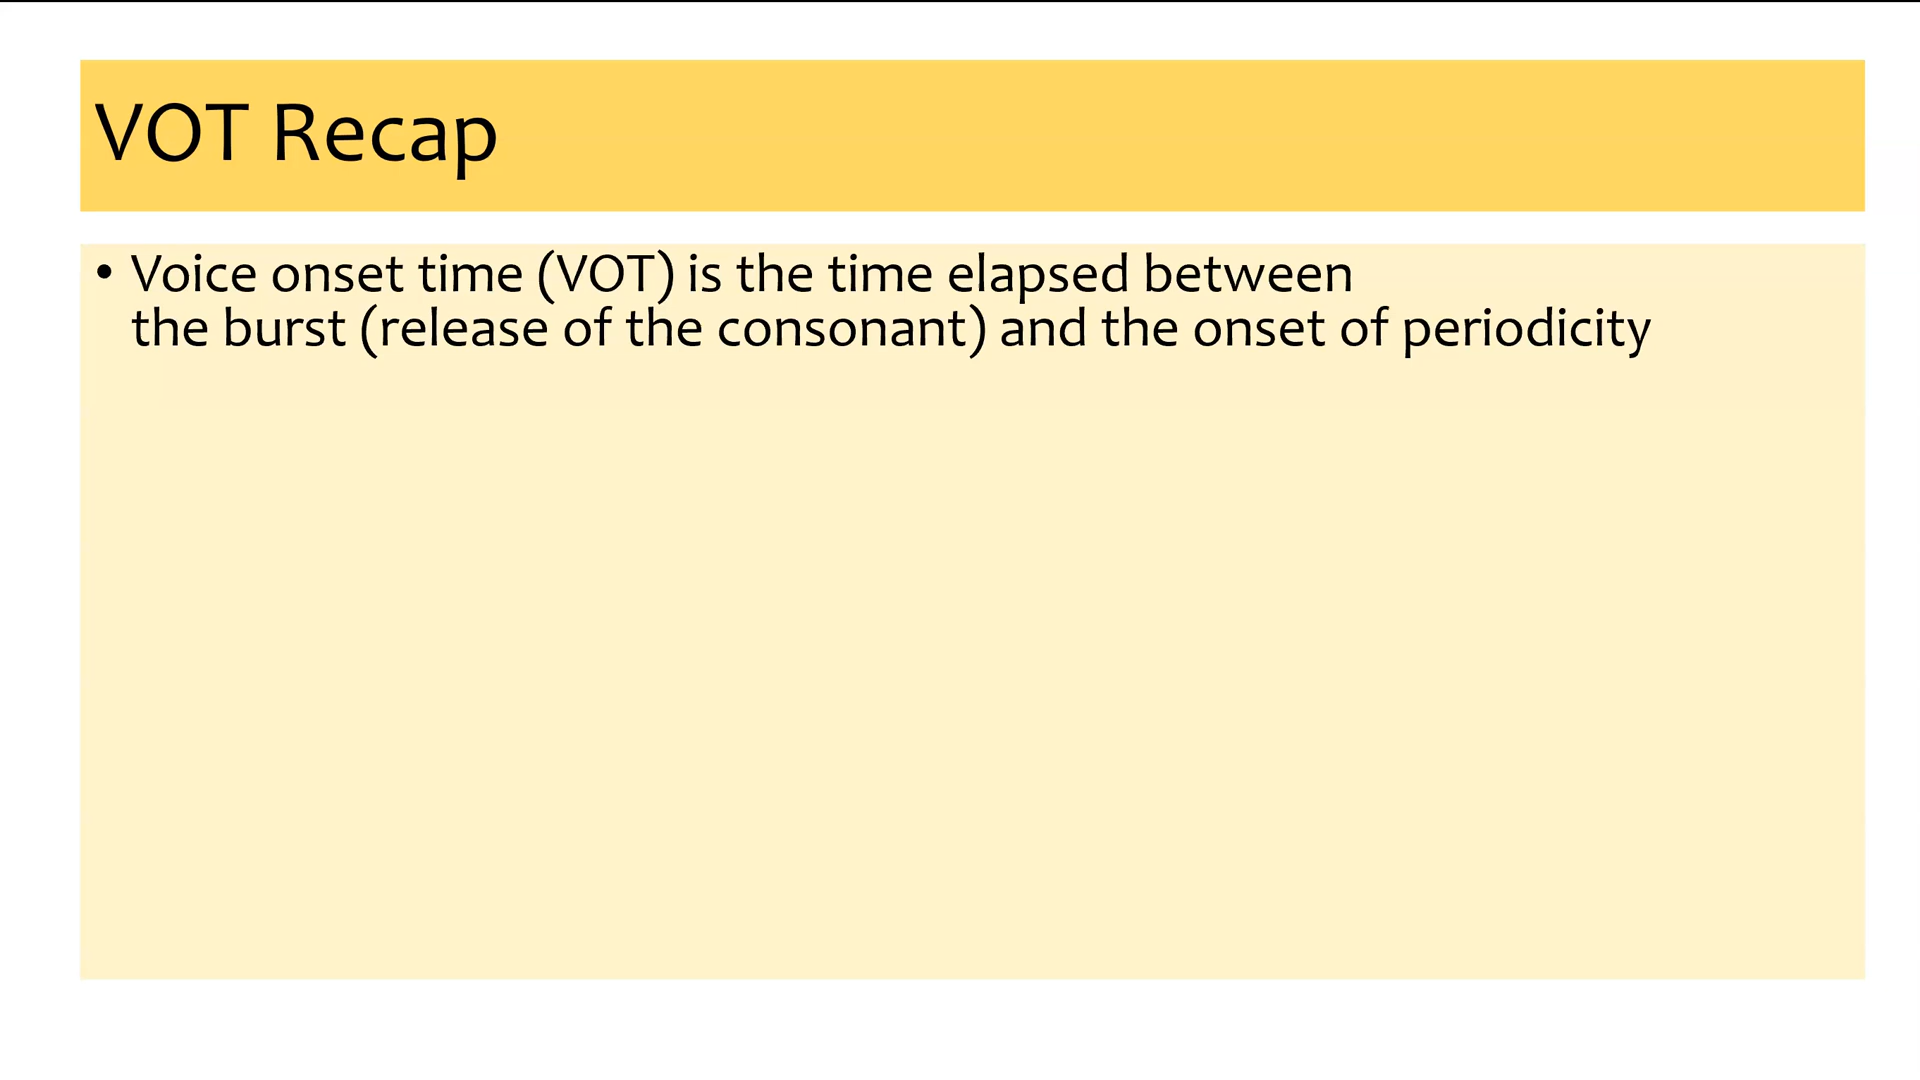 VOT Recap
• Voice onset time (VOT) is the time elapsed between
the burst (release of the consonant) and the onset of periodicity